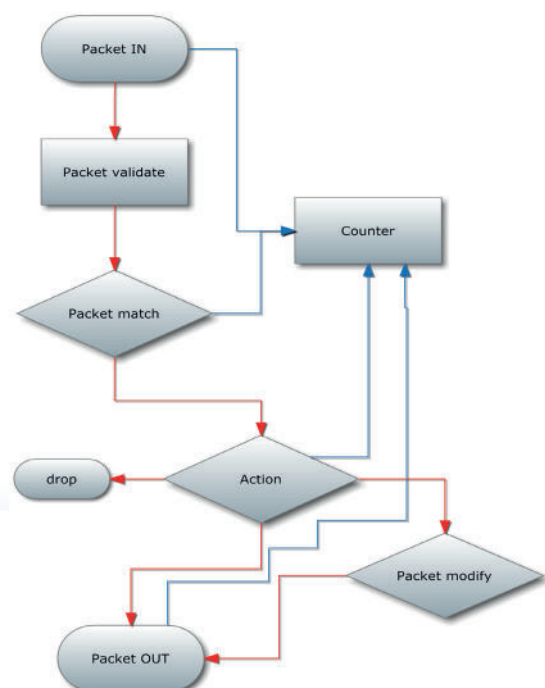 Packet IN
Packet validate
Counter
Packet match
Action
drop
Packet modify
Packet OUT